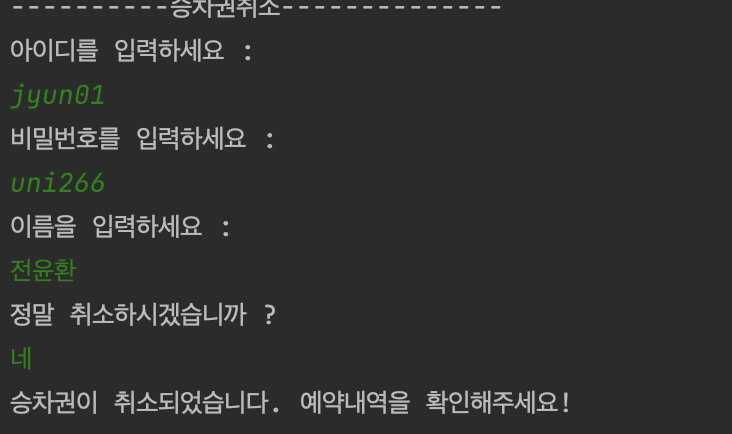 ----------승차권취소--------------
아이디를 입력하세요 :
jyun01
비밀번호를 입력하세요 :
uni266
이름을 입력하세요 :
전윤환
정말 취소하시겠습니까 ?
네
승차권이 취소되었습니다. 예약내역을 확인해주세요!